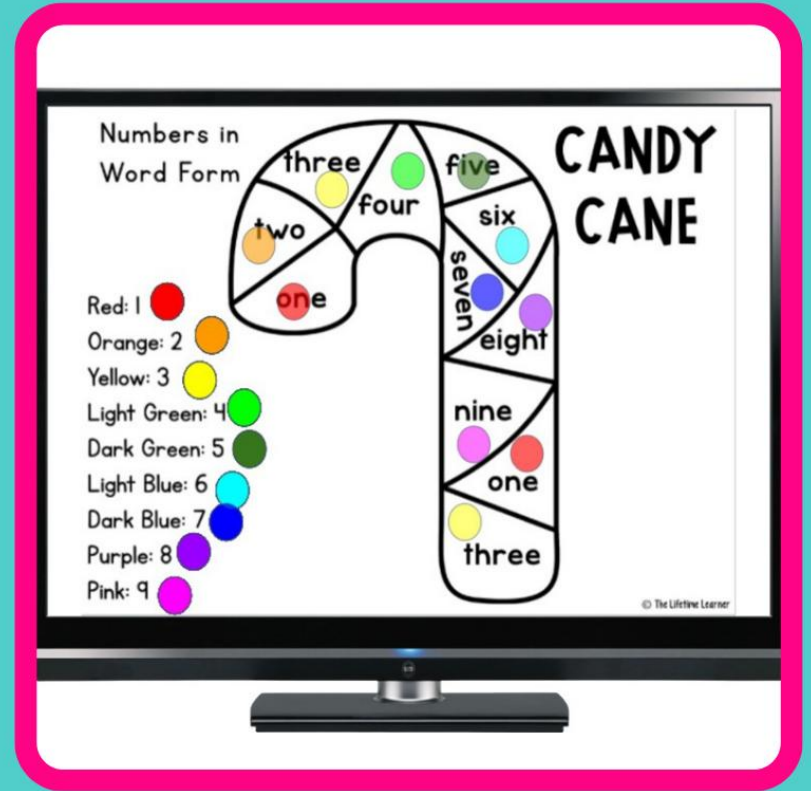 Numbers in
Word Form
CANDY
CANE
three
four
five
two
six
one
seven
eight
nine
one
three
Red: 1
Orange: 2
Yellow: 3
Light Green: 4
Dark Green: 5
Light Blue: 6
Dark Blue: 7
Purple: 8
Pink: 9
© The Lifetime Learner